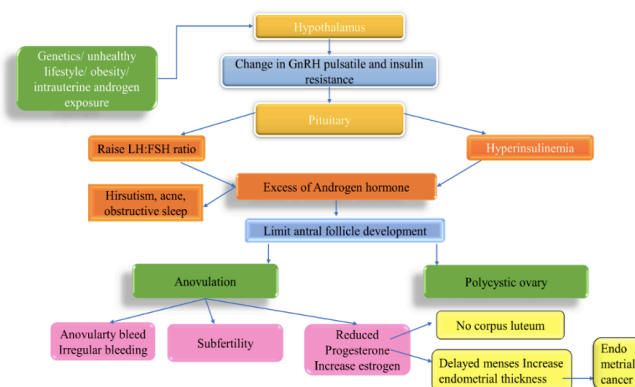 Hypothalamus
Genetics/ unhealthy
lifestyle/ obesity/
intrauterine androgen
exposure
Change in GnRH pulsatile and insulin
resistance
Pituitary
Raise LH:FSH ratio
Hyperinsulinemia
Excess of Androgen hormone
Hirsutism, acne,
obstructive sleep
Limit antral follicle development
Anovulation
Polycystic ovary
Anovularty bleed
Irregular bleeding
Subfertility
Reduced
Progesterone
Increase estrogen
No corpus luteum
Delayed menses Increase
endometrial thickness
Endo
metrial
cancer